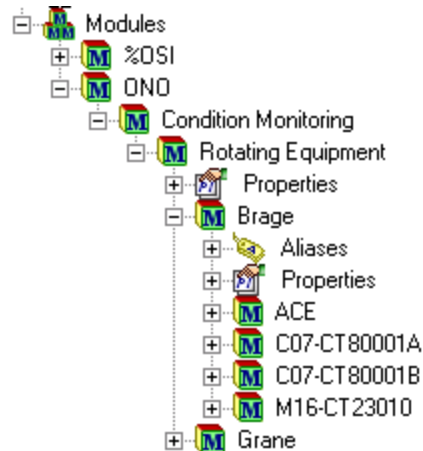 Modules
%OSI
ONO
Condition Monitoring
Rotating Equipment
Properties
Brage
Aliases
Properties
ACE
C07-CT80001A
C07-CT80001B
M16-CT23010
Grane